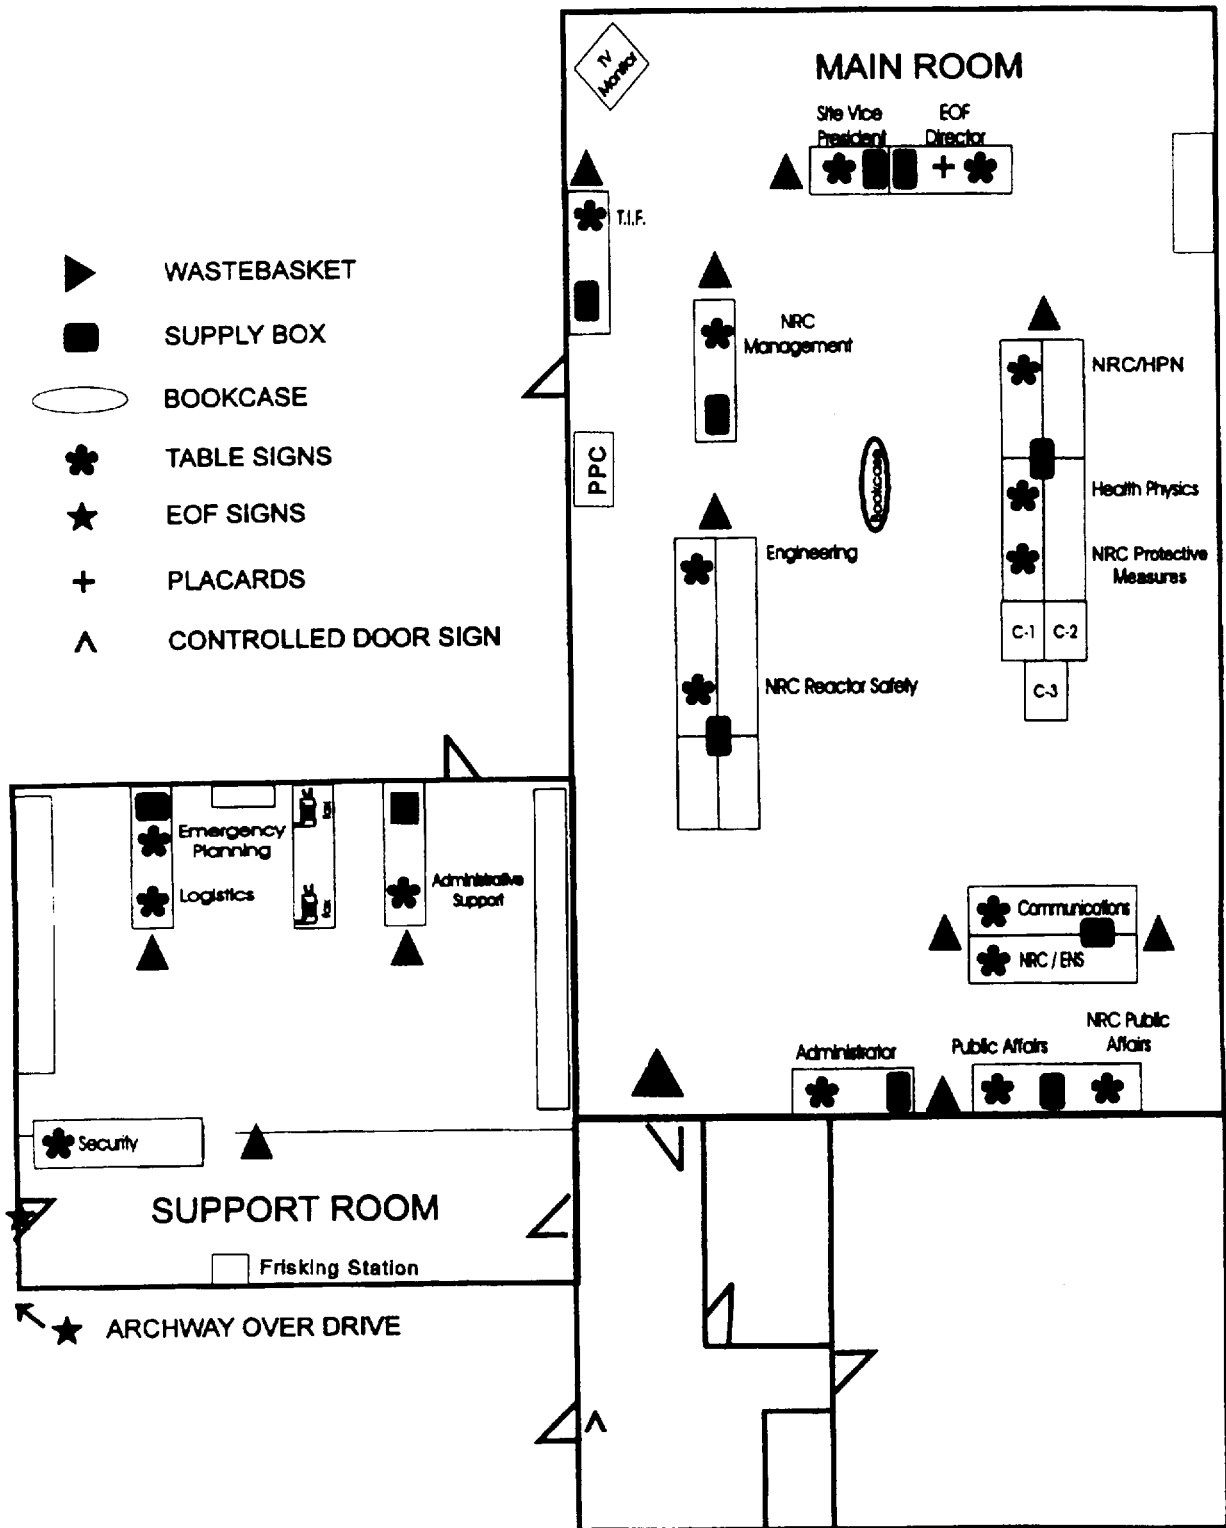 TV
Monitor
MAIN ROOM
Site Vice
President
EOF
Director
T.I.F.
WASTEBASKET
SUPPLY BOX
BOOKCASE
TABLE SIGNS
EOF SIGNS
PLACARDS
CONTROLLED DOOR SIGN
NRC
Management
NRC/HPN
PPC
Bookcase
Health Physics
Engineering
NRC Protective
Measures
C-1
C-2
NRC Reactor Safety
C-3
fax
Emergency
Planning
Logistics
fax
Administrative
Support
Communications
NRC / ENS
Administrator
Public Affairs
NRC Public
Affairs
Security
SUPPORT ROOM
Frisking Station
ARCHWAY OVER DRIVE